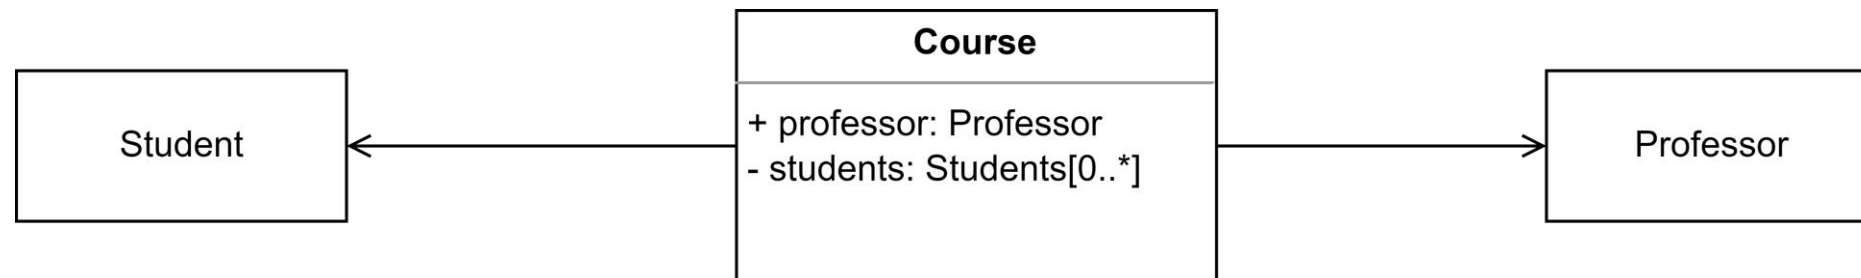 Course
Student
+ professor: Professor
- students: Students[0..*]
Professor